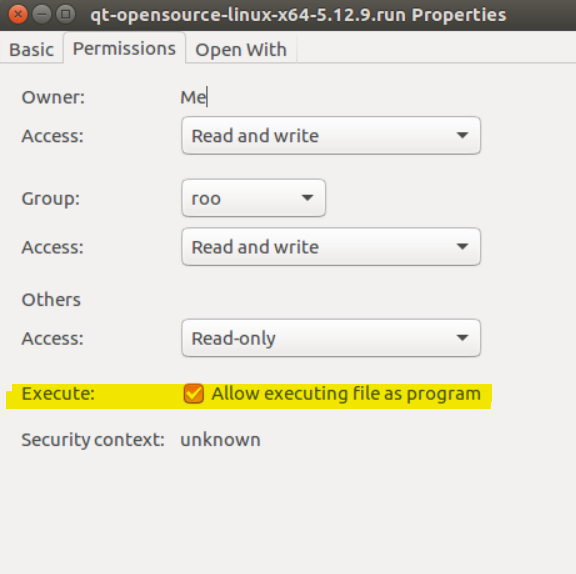 qt-opensource-linux-x64-5.12.9.run Properties
Basic Permissions Open With
Owner: Me
Access: Read and write
Group: roo
Access: Read and write
Others
Access: Read-only
Execute: Allow executing file as program
Security context: unknown